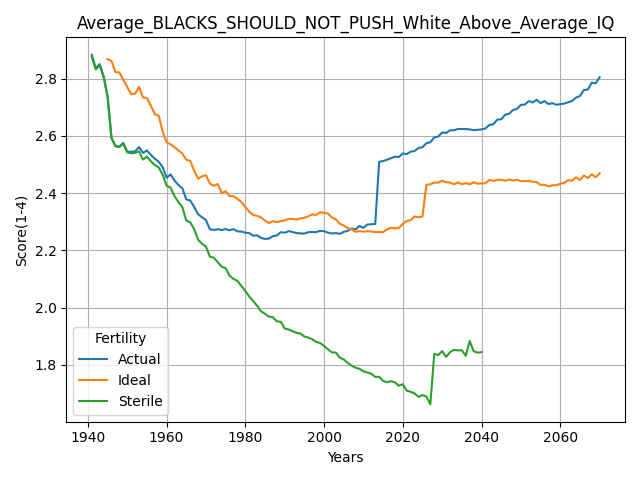 Average_BLACKS_SHOULD_NOT_PUSH_White_Above_Average_IQ
Score(1-4)
2.8
2.6
2.4
2.2
2.0
1.8
Fertility
Actual
Ideal
Sterile
1940 1960 1980 2000 2020 2040 2060
Years